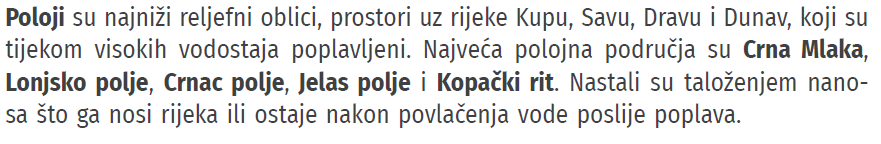 Poloji su najniži reljefni oblici, prostori uz rijeke Kupu, Savu, Dravu i Dunav, koji su
tijekom visokih vodostaja poplavljeni. Najveća polojna područja su Crna Mlaka,
Lonjsko polje, Crnac polje, Jelas polje i Kopački rit. Nastali su taloženjem nano-
sa što ga nosi rijeka ili ostaje nakon povlačenja vode poslije poplava.